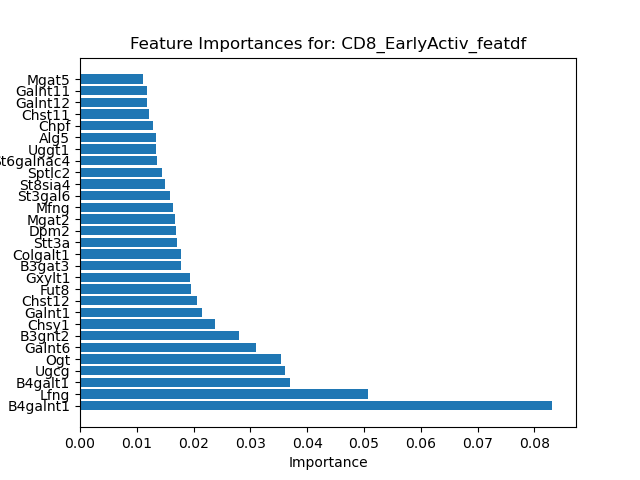 Feature Importances for: CD8_EarlyActiv_featdf
Mgat5
Galnt11
Galnt12
Chst11
Chpf
Alg5
Uggt1
St6galnac4
Sptlc2
St8sia4
St3gal6
Mfng
Mgat2
Dpm2
Stt3a
Colgalt1
B3gat3
Gxylt1
Fut8
Chst12
Galnt1
Chsy1
B3gnt2
Galnt6
Ogt
Ugcg
B4galt1
Lfng
B4galnt1
0.00 0.01 0.02 0.03 0.04 0.05 0.06 0.07 0.08
Importance